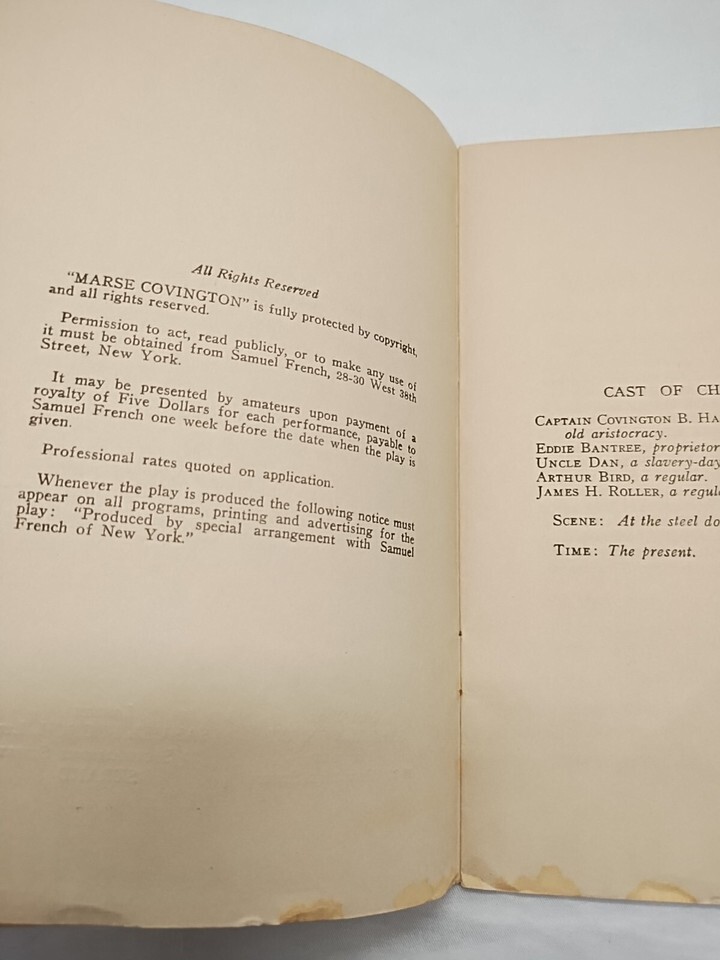 All Rights Reserved
"MARSE COVINGTON" is fully protected by copyright,
and all rights reserved.
Permission to act, read publicly, or to make any use of
it must be obtained from Samuel French, 28-30 West 38th
Street, New York.
It may be presented by amateurs upon payment of a
royalty of Five Dollars for each performance, payable to
Samuel French one week before the date when the play is
given.
Professional rates quoted on application.
Whenever the play is produced the following notice must
appear on all programs, printing and advertising for the
play: "Produced by special arrangement with Samuel
French of New York."
CAST OF CH
CAPTAIN COVINGTON B. HA
old aristocracy.
EDDIE BANTREE, proprietor
UNCLE DAN, a slavery-day
ARTHUR BIRD, a regular.
JAMES H. ROLLER, a regula
SCENE: At the steel do
TIME: The present.